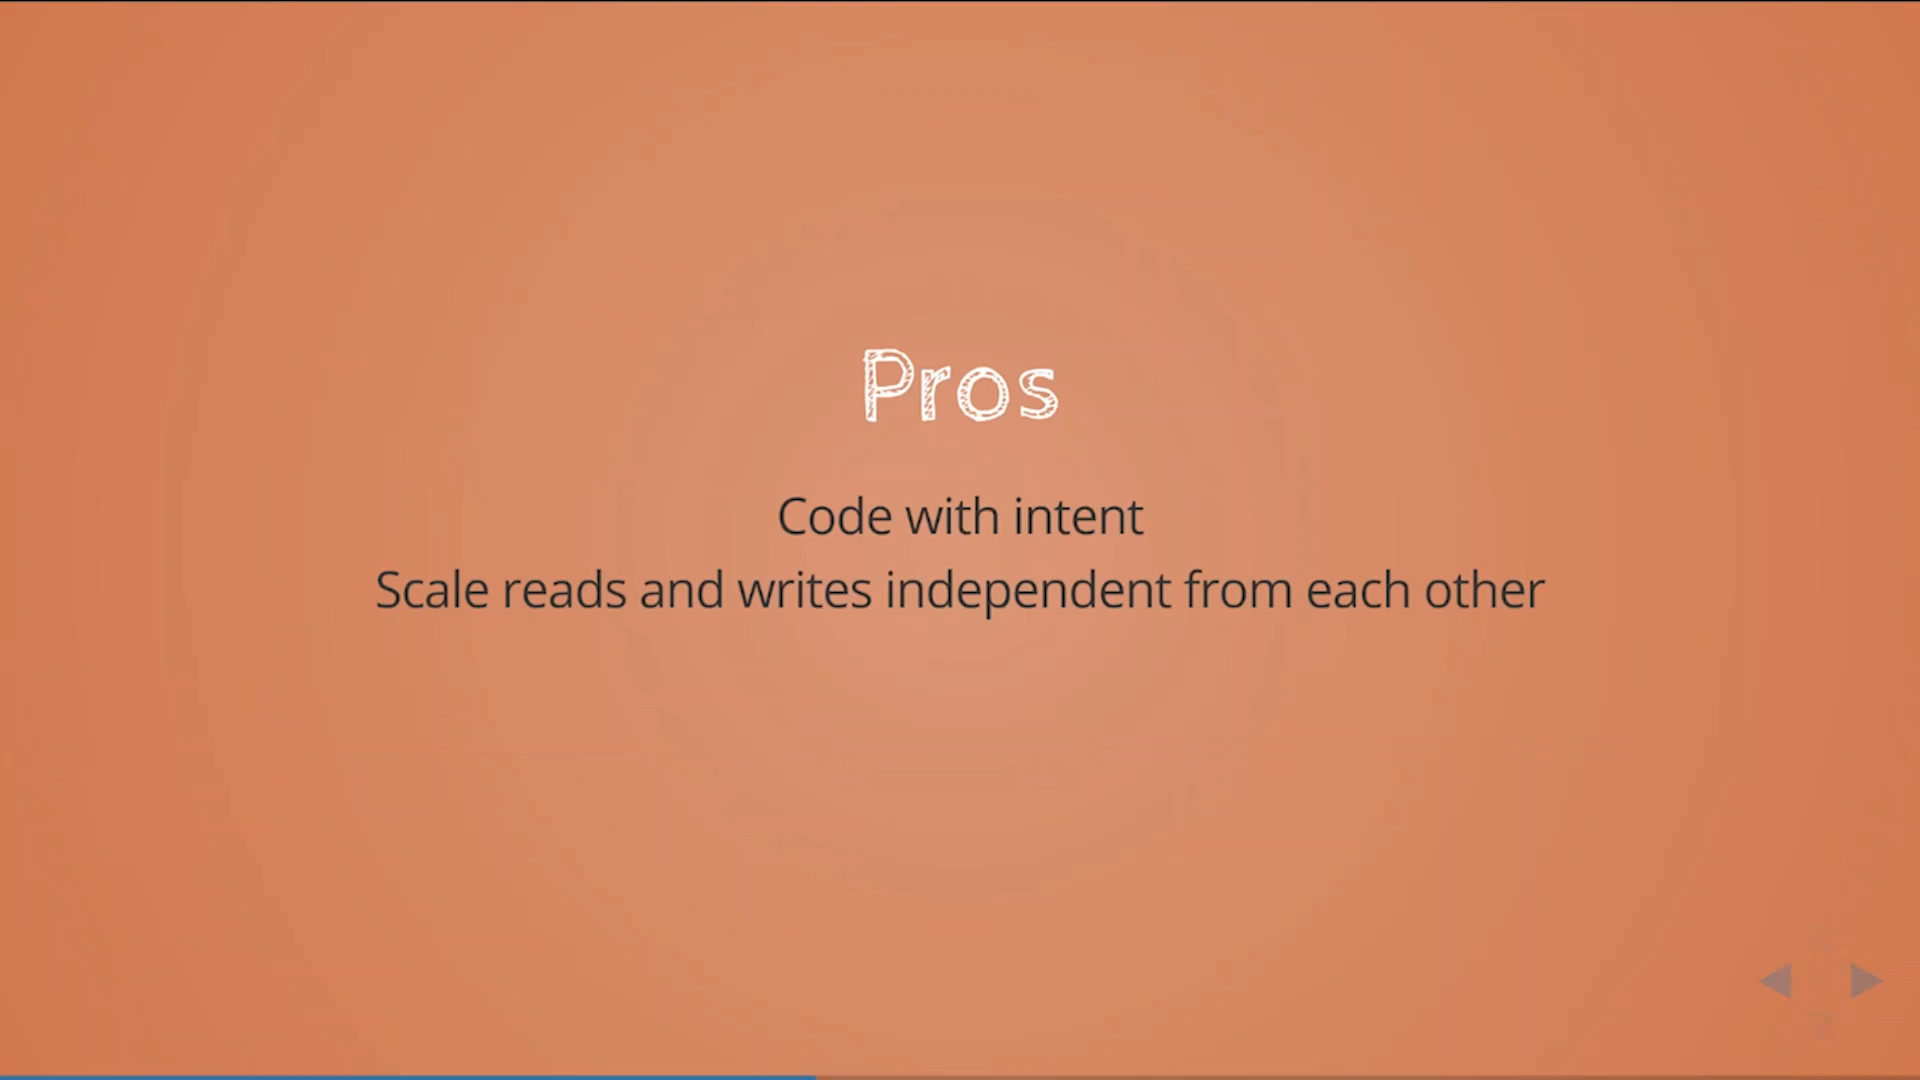 Pros
Code with intent
Scale reads and writes independent from each other